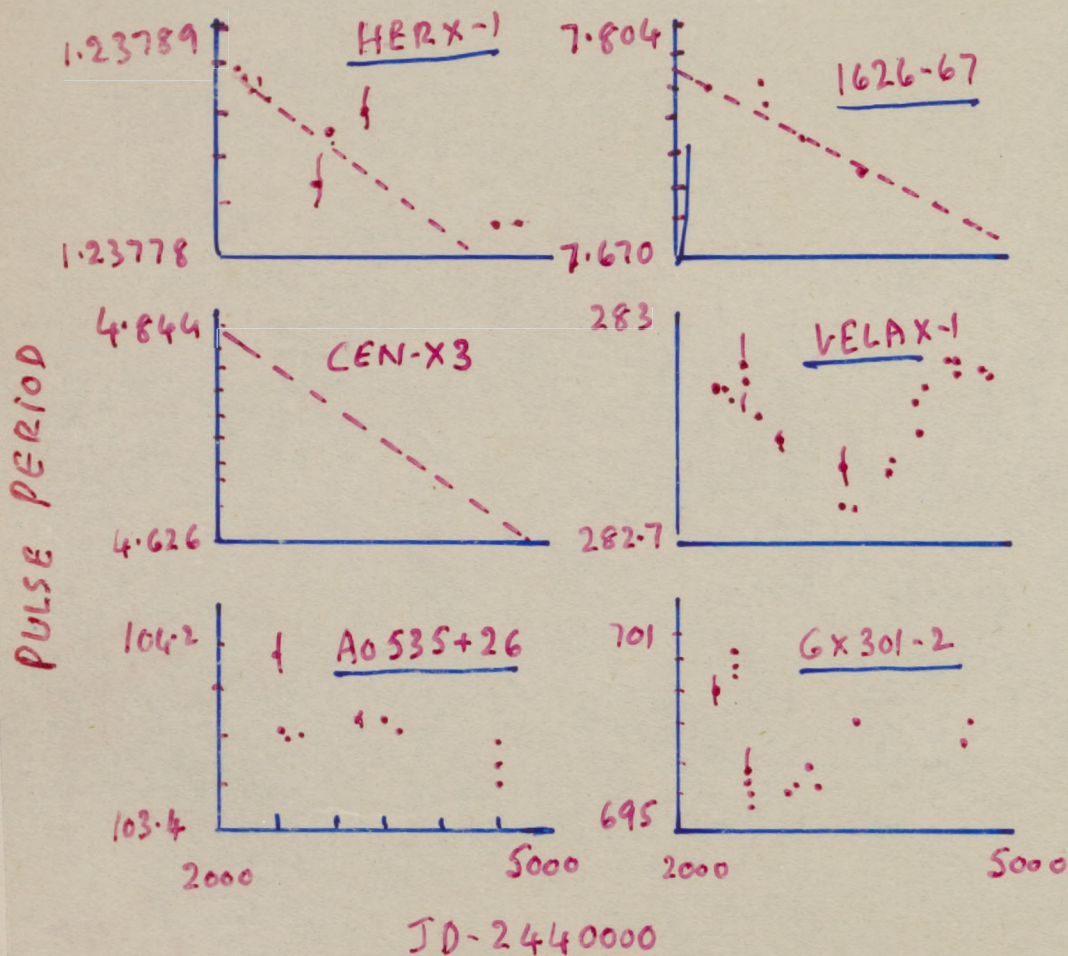 HERX-1
1.23789
1.23778
7.804
1626-67
7.670
4.844
CEN-X3
4.626
283
VELAX-1
282.7
PULSE PERIOD
104.2
A0535+26
103.4
2000
5000
701
GX301-2
695
2000
5000
JD-2440000